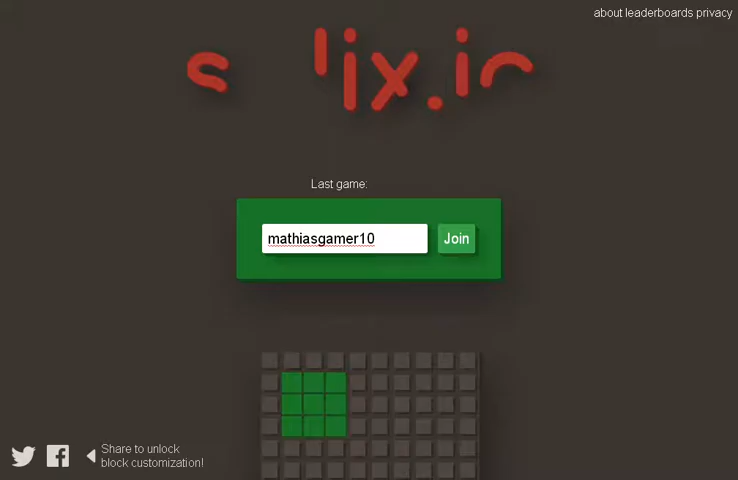 about leaderboards privacy
Last game:
mathiasgamer10
Join
Share to unlock
block customization!